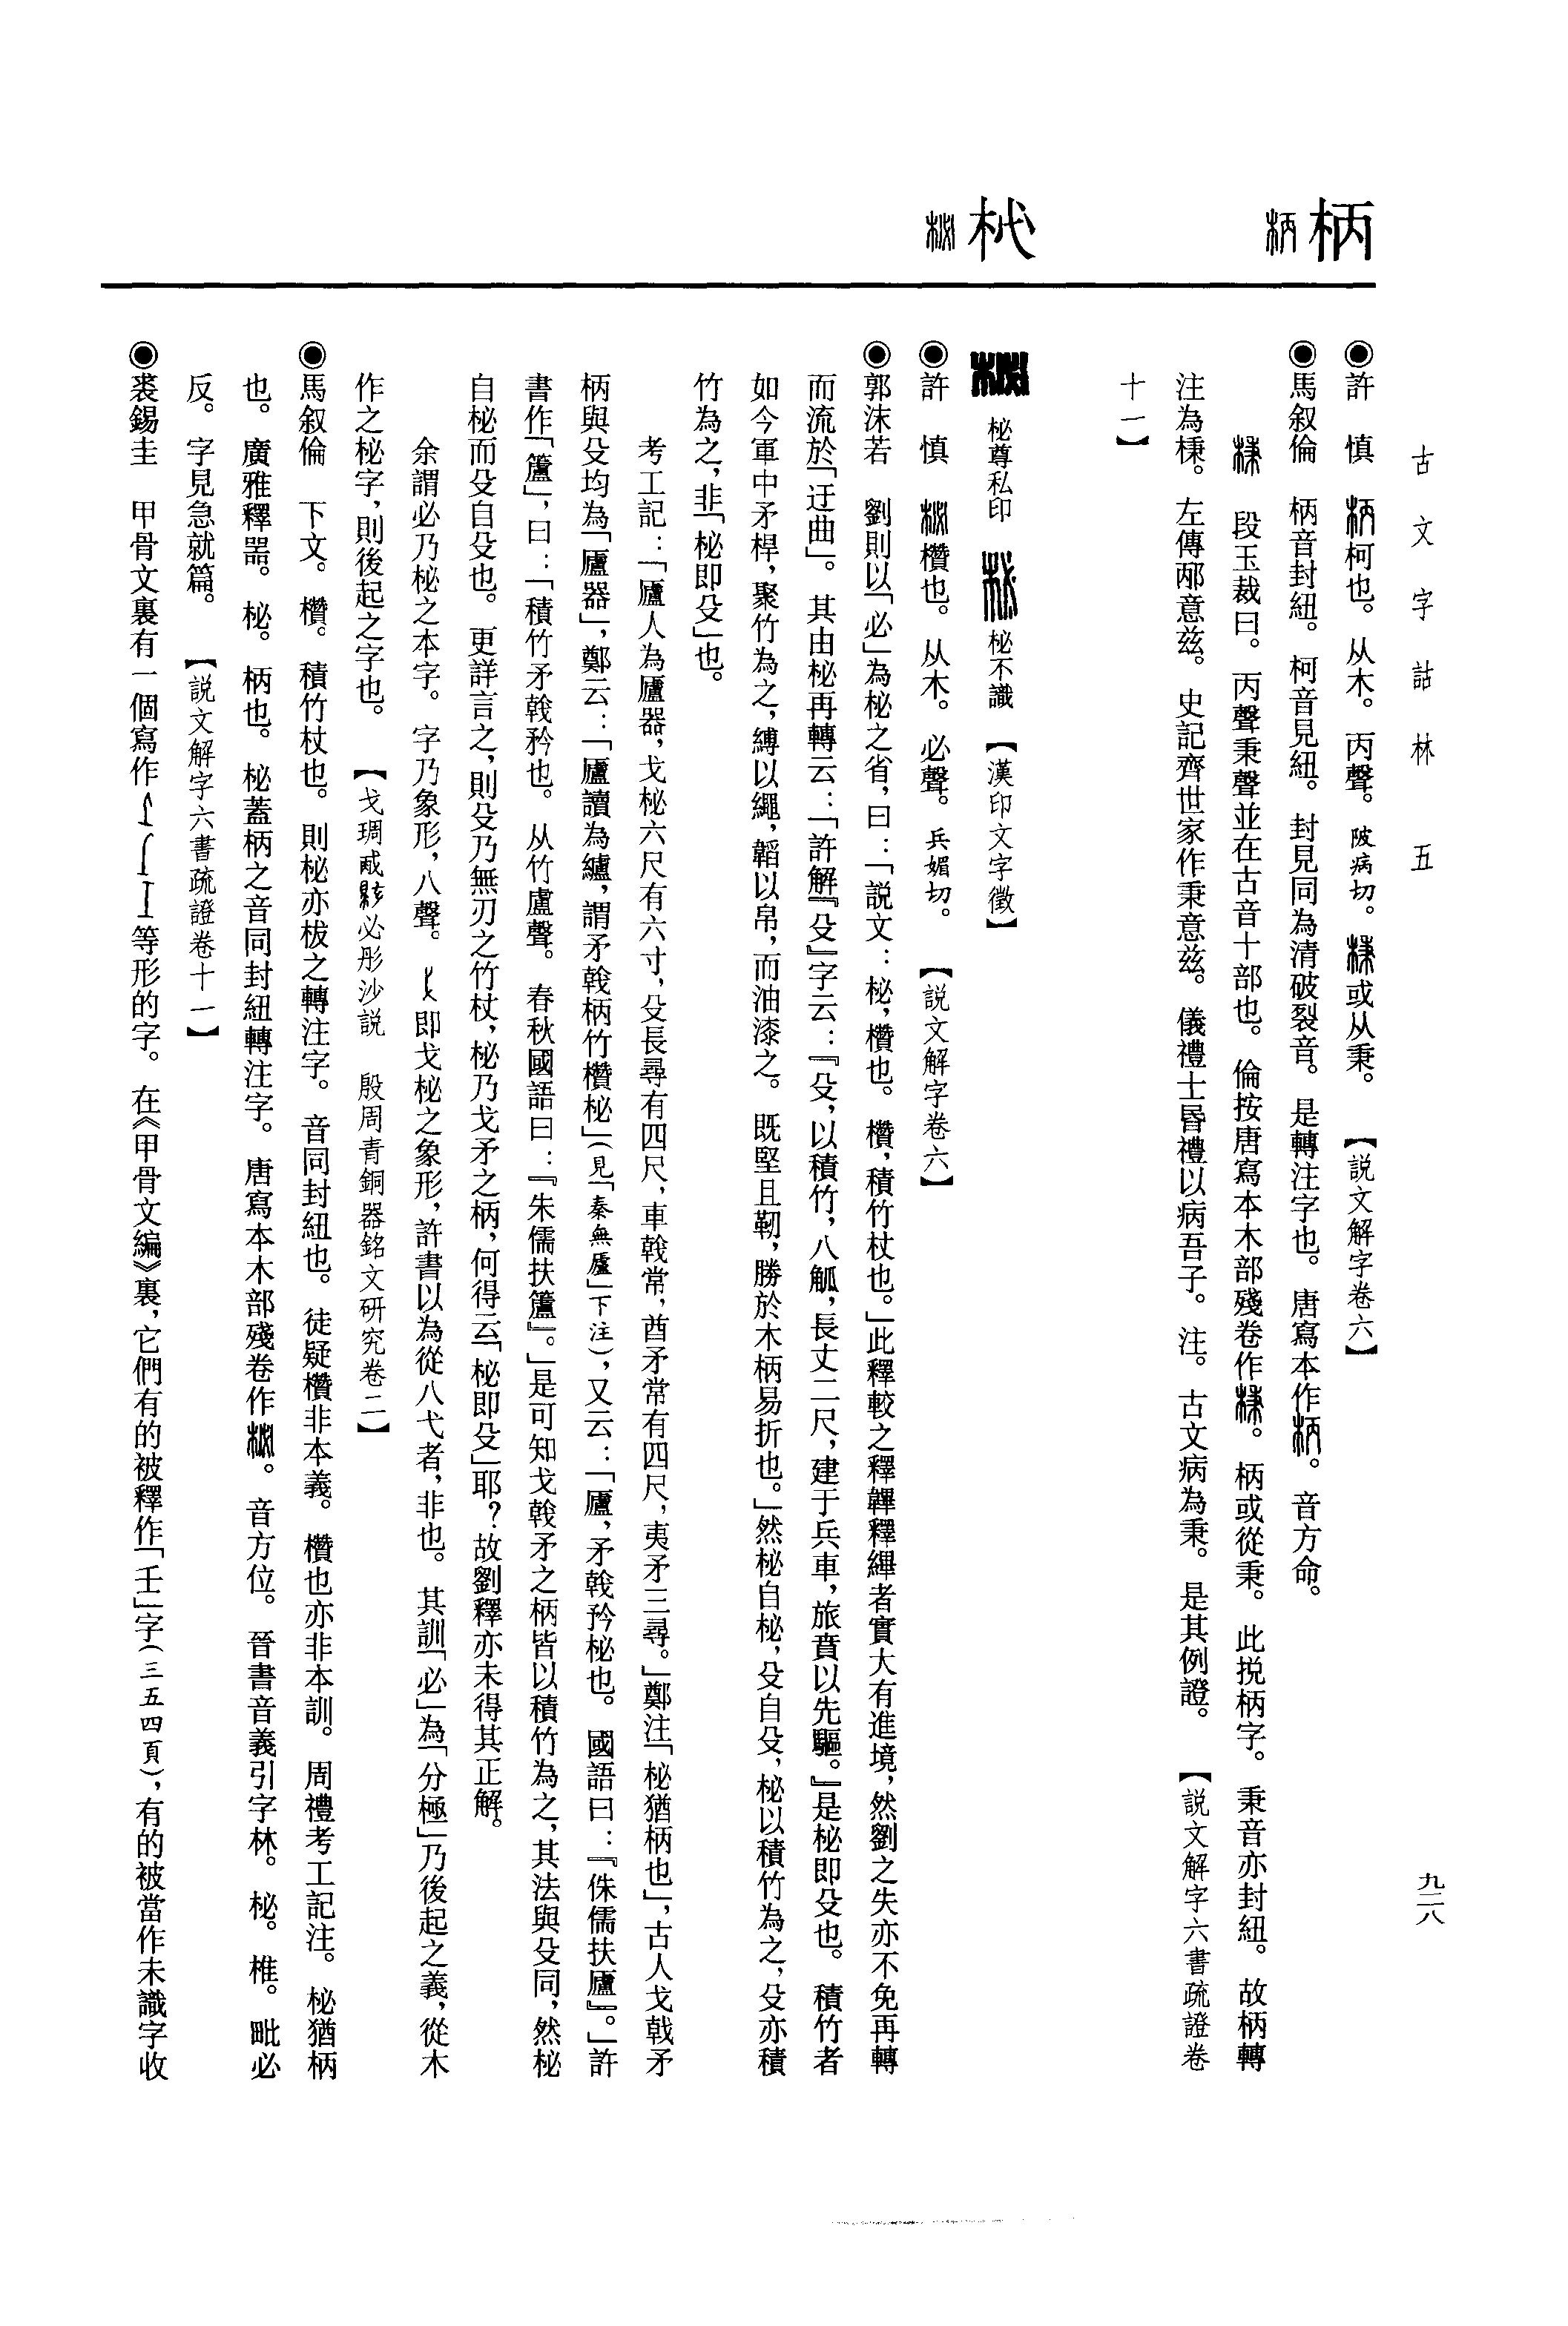 古文字詁林 五
九二八
柄 柄
柲 柲
◉許　慎　柄柯也。从木。丙聲。陂病切。棅或从秉。　【説文解字卷六】
◉馬叙倫　柄音封紐。柯音見紐。封見同為清破裂音。是轉注字也。唐寫本作柄。音方命。
棅　段玉裁曰。丙聲秉聲並在古音十部也。倫按唐寫本木部殘卷作棅。柄或從秉。此捝柄字。秉音亦封紐。故柄轉
注為棅。左傳邴意兹。史記齊世家作秉意兹。儀禮士昏禮以病吾子。注。古文病為秉。是其例證。　【説文解字六書疏證卷
十一】
柲　柲尊私印　柲　柲不識　【漢印文字徵】
◉許　慎　柲欑也。从木。必聲。兵媚切。　【説文解字卷六】
◉郭沫若　劉則以「必」為柲之省，曰：「説文：柲，欑也。欑，積竹杖也。」此釋較之釋鞸釋縪者實大有進境，然劉之失亦不免再轉
而流於「迂曲」。其由柲再轉云：「許解『殳』字云：『殳，以積竹，八觚，長丈二尺，建于兵車，旅賁以先驅。』是柲即殳也。積竹者
如今軍中矛桿，聚竹為之，縛以繩，韜以帛，而油漆之。既堅且靭，勝於木柄易折也。」然柲自柲，殳自殳，柲以積竹為之，殳亦積
竹為之，非「柲即殳」也。
考工記：「廬人為廬器，戈柲六尺有六寸，殳長尋有四尺，車戟常，酋矛常有四尺，夷矛三尋。」鄭注「柲猶柄也」，古人戈戟矛
柄與殳均為「廬器」，鄭云：「廬讀為纑，謂矛戟柄竹欑柲」（見「秦無廬」下注），又云：「廬，矛戟矜柲也。國語曰：『侏儒扶廬』。」許
書作「籚」，曰：「積竹矛戟矜也。从竹盧聲。春秋國語曰：『朱儒扶籚』。」是可知戈戟矛之柄皆以積竹為之，其法與殳同，然柲
自柲而殳自殳也。更詳言之，則殳乃無刃之竹杖，柲乃戈矛之柄，何得云「柲即殳」耶？故劉釋亦未得其正解。
余謂必乃柲之本字。字乃象形，八聲。即戈柲之象形，許書以為從八弋者，非也。其訓「必」為「分極」乃後起之義，從木
作之柲字，則後起之字也。　【戈琱㦸必彤沙説　殷周青銅器銘文研究卷二】
◉馬叙倫　下文。欑。積竹杖也。則柲亦柭之轉注字。音同封紐也。徒疑欑非本義。欑也亦非本訓。周禮考工記注。柲猶柄
也。廣雅釋噐。柲。柄也。柲蓋柄之音同封紐轉注字。唐寫本木部殘卷作柲。音方位。晉書音義引字林。柲。椎。毗必
反。字見急就篇。　【説文解字六書疏證卷十一】
◉裘錫圭　甲骨文裏有一個寫作等形的字。在《甲骨文編》裏，它們有的被釋作「壬」字（三五四頁），有的被當作未識字收